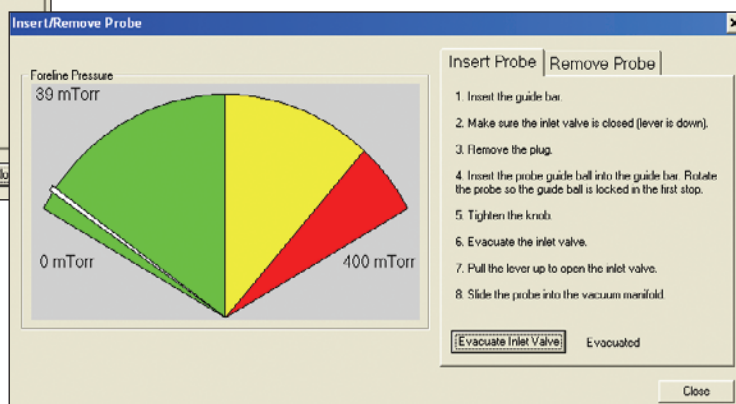 Insert/Remove Probe
Foreline Pressure
39 mTorr
0 mTorr
400 mTorr
Insert Probe
Remove Probe
1. Insert the guide bar.
2. Make sure the inlet valve is closed (lever is down).
3. Remove the plug.
4. Insert the probe guide ball into the guide bar. Rotate
the probe so the guide ball is locked in the first stop.
5. Tighten the knob.
6. Evacuate the inlet valve.
7. Pull the lever up to open the inlet valve.
8. Slide the probe into the vacuum manifold.
Evacuate Inlet Valve
Evacuated
Close